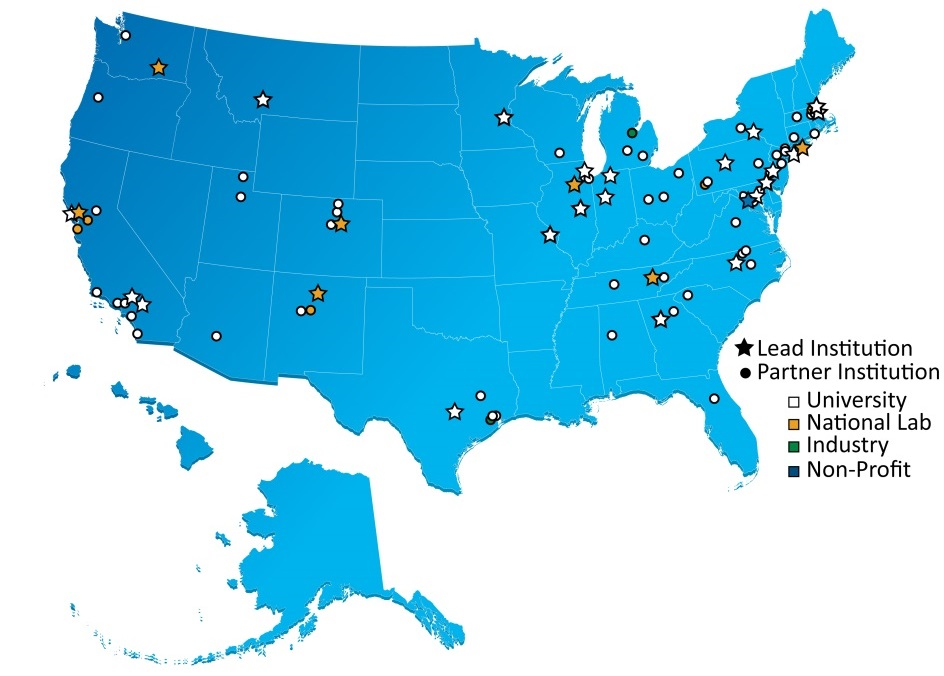 Lead Institution
Partner Institution
University
National Lab
Industry
Non-Profit